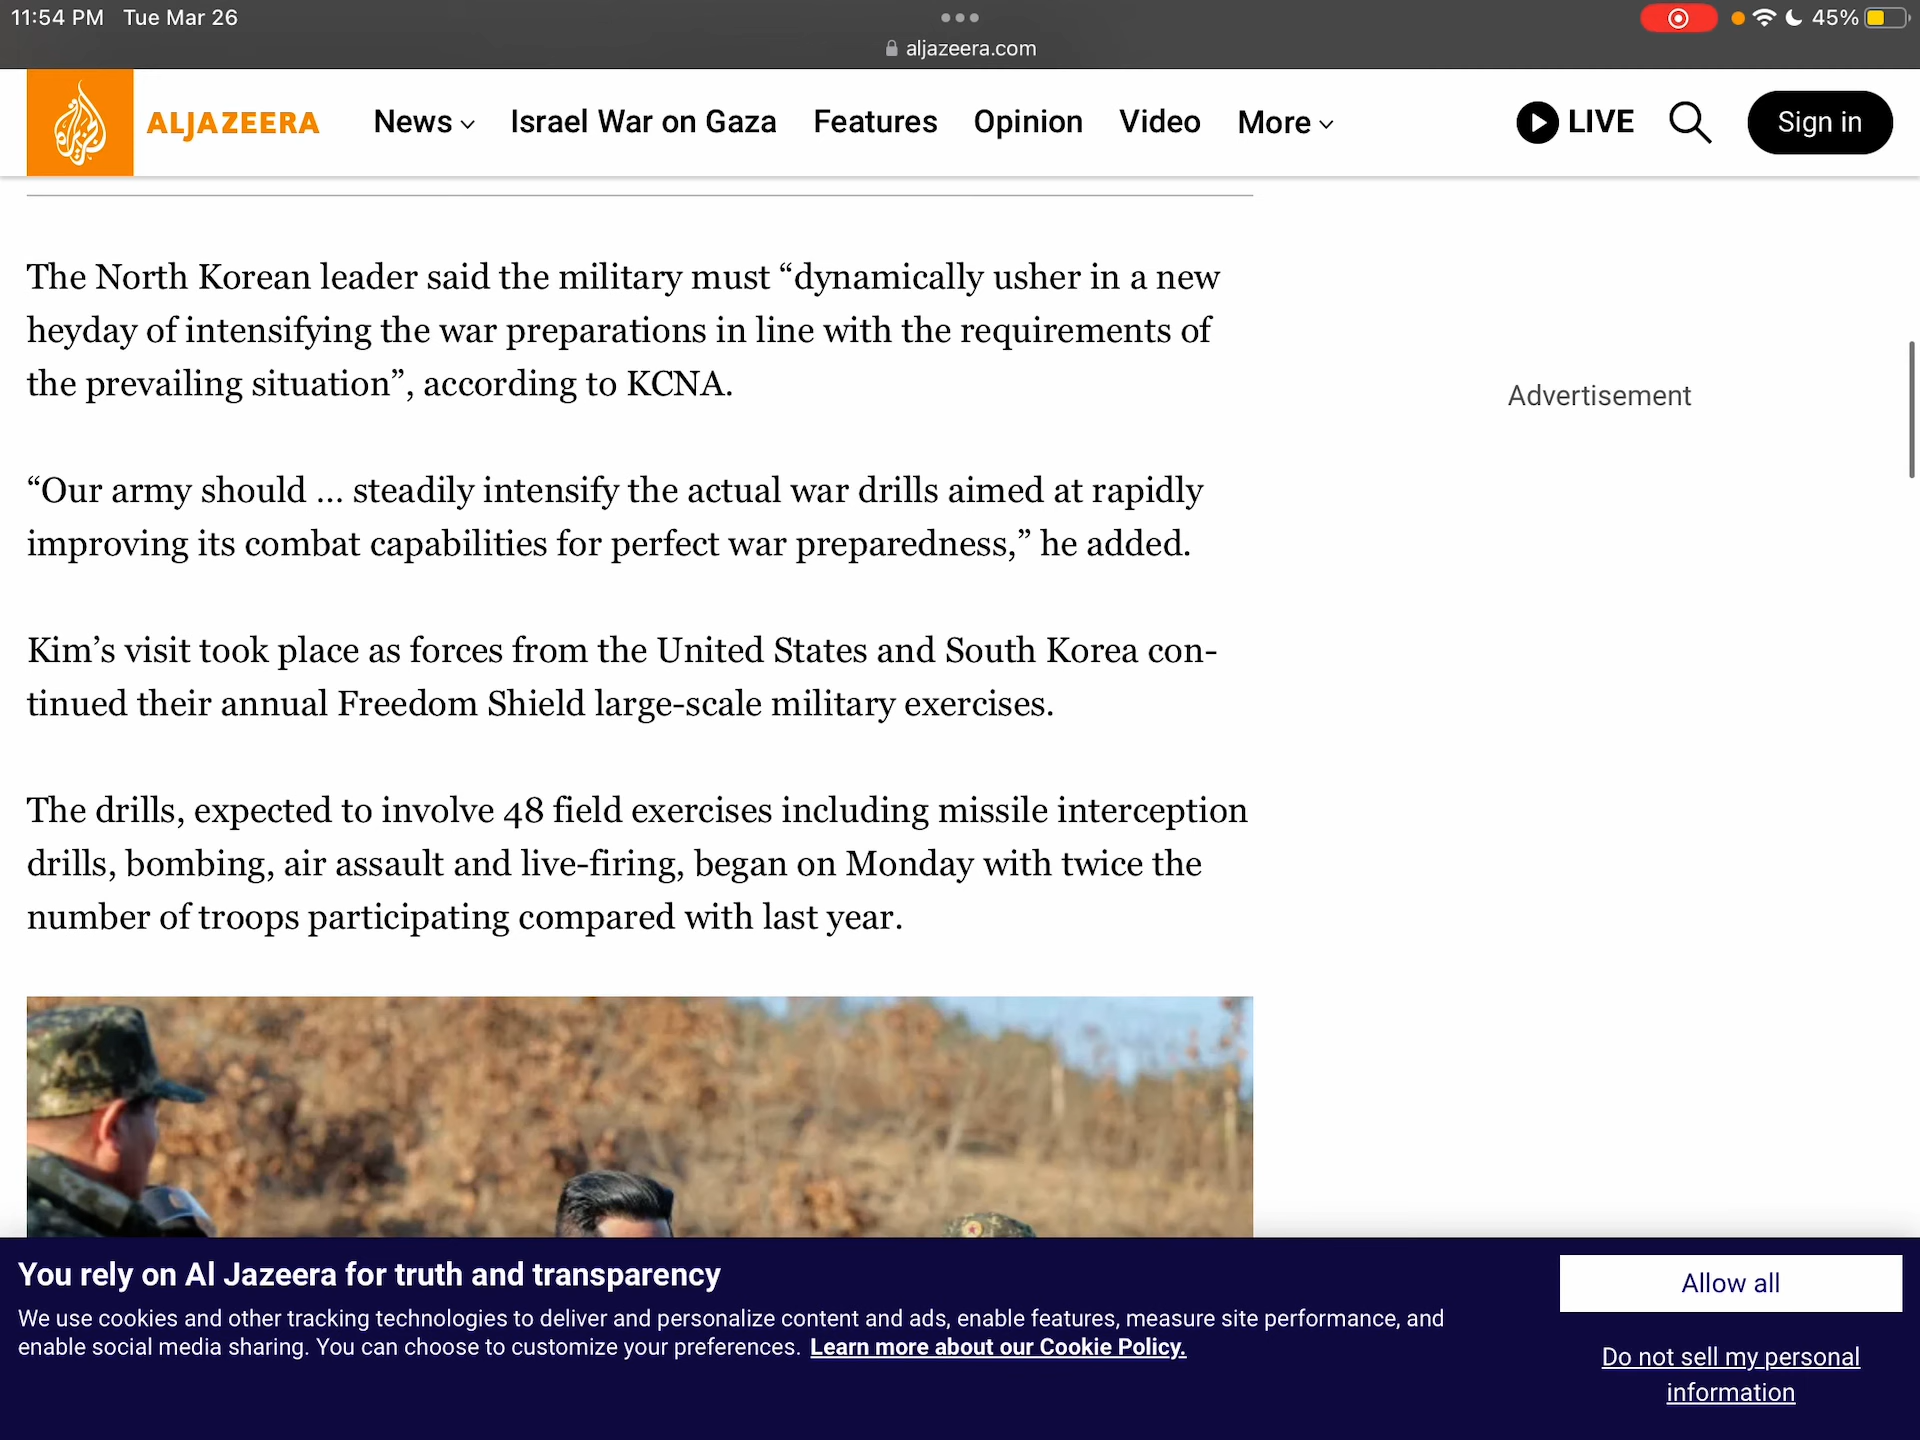 11:54 PM Tue Mar 26
45%
aljazeera.com
ALJAZEERA
News
Israel War on Gaza
Features
Opinion
Video
More
LIVE
Sign in
The North Korean leader said the military must “dynamically usher in a new
heyday of intensifying the war preparations in line with the requirements of
the prevailing situation”, according to KCNA.
“Our army should ... steadily intensify the actual war drills aimed at rapidly
improving its combat capabilities for perfect war preparedness,” he added.
Kim’s visit took place as forces from the United States and South Korea con-
tinued their annual Freedom Shield large-scale military exercises.
The drills, expected to involve 48 field exercises including missile interception
drills, bombing, air assault and live-firing, began on Monday with twice the
number of troops participating compared with last year.
Advertisement
You rely on Al Jazeera for truth and transparency
We use cookies and other tracking technologies to deliver and personalize content and ads, enable features, measure site performance, and
enable social media sharing. You can choose to customize your preferences. Learn more about our Cookie Policy.
Allow all
Do not sell my personal
information